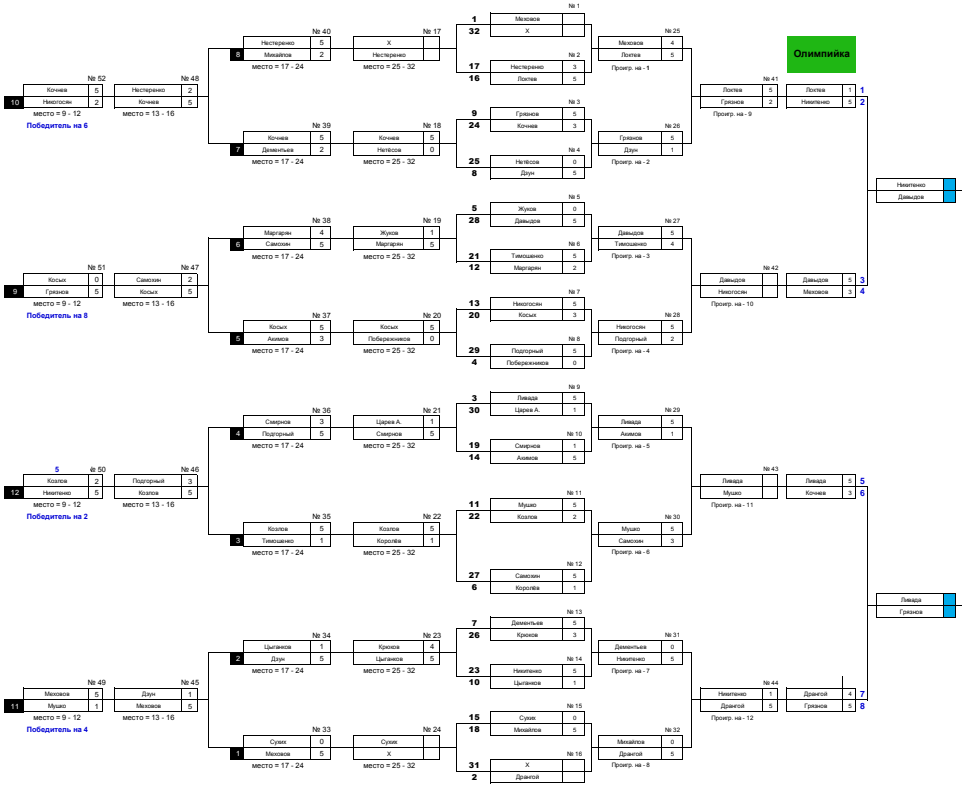 № 1
1 Меховов
32 X
№ 2
17 Нестеренко 3
16 Локтев 5
№ 3
9 Грязнов 5
24 Кочнев 3
№ 4
25 Нетёсов 0
8 Дзун 5
№ 5
5 Жуков 0
28 Давыдов 5
№ 6
21 Тимошенко 5
12 Маргарян 2
№ 7
13 Никогосян 5
20 Косых 3
№ 8
29 Подгорный 5
4 Побережников 0
№ 9
3 Ливада 5
30 Царев А. 1
№ 10
19 Смирнов 1
14 Акимов 5
№ 11
11 Мушко 5
22 Козлов 2
№ 12
27 Самохин 5
6 Королёв 1
№ 13
7 Дементьев 5
26 Крюков 3
№ 14
23 Никитенко 5
10 Цыганков 1
№ 15
15 Сухих 0
18 Михайлов 5
№ 16
31 X
2 Дрангой
№ 17
X
Нестеренко
место = 25 - 32
№ 18
Кочнев 5
Нетёсов 0
место = 25 - 32
№ 19
Жуков 1
Маргарян 5
место = 25 - 32
№ 20
Косых 5
Побережников 0
место = 25 - 32
№ 21
Царев А. 1
Смирнов 5
место = 25 - 32
№ 22
Козлов 5
Королёв 1
место = 25 - 32
№ 23
Крюков 4
Цыганков 5
место = 25 - 32
№ 24
Сухих
X
место = 25 - 32
№ 25
Меховов 4
Локтев 5
Проигр. на - 1
№ 26
Грязнов 5
Дзун 1
Проигр. на - 2
№ 27
Давыдов 5
Тимошенко 4
Проигр. на - 3
№ 28
Никогосян 5
Подгорный 2
Проигр. на - 4
№ 29
Ливада 5
Акимов 1
Проигр. на - 5
№ 30
Мушко 5
Самохин 3
Проигр. на - 6
№ 31
Дементьев 0
Никитенко 5
Проигр. на - 7
№ 32
Михайлов 0
Дрангой 5
Проигр. на - 8
№ 40
8 Нестеренко 5
Михайлов 2
место = 17 - 24
№ 39
Кочнев 5
7 Дементьев 2
место = 17 - 24
№ 38
Маргарян 4
6 Самохин 5
место = 17 - 24
№ 37
Косых 5
5 Акимов 3
место = 17 - 24
№ 36
Смирнов 3
4 Подгорный 5
место = 17 - 24
№ 35
Козлов 5
3 Тимошенко 1
место = 17 - 24
№ 34
Цыганков 1
2 Дзун 5
место = 17 - 24
№ 33
Сухих 0
1 Меховов 5
место = 17 - 24
№ 48
Нестеренко 2
Кочнев 5
место = 13 - 16
№ 47
Самохин 2
Косых 5
место = 13 - 16
№ 46
Подгорный 3
Козлов 5
место = 13 - 16
№ 45
Дзун 1
Меховов 5
место = 13 - 16
№ 52
Кочнев 5
10 Никогосян 2
место = 9 - 12
Победитель на 6
№ 51
Косых 0
9 Грязнов 5
место = 9 - 12
Победитель на 8
5 № 50
Козлов 2
12 Никитенко 5
место = 9 - 12
Победитель на 2
№ 49
Меховов 5
11 Мушко 1
место = 9 - 12
Победитель на 4
№ 41
Локтев 5
Грязнов 2
Проигр. на - 9
№ 42
Давыдов
Никогосян
Проигр. на - 10
№ 43
Ливада
Мушко
Проигр. на - 11
№ 44
Никитенко 1
Дрангой 5
Проигр. на - 12
Олимпийка
Локтев 1 1
Никитенко 5 2
Давыдов 5 3
Меховов 3 4
Ливада 5 5
Кочнев 3 6
Дрангой 4 7
Грязнов 5 8
Никитенко
Давыдов
Ливада
Грязнов